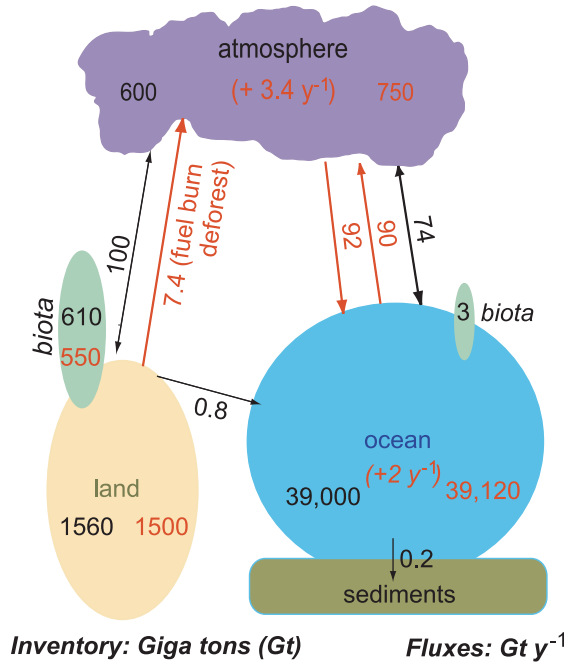 atmosphere
600 (+ 3.4 y⁻¹) 750
100
7.4 (fuel burn
deforest)
92
90
74
biota
610
550
3 biota
0.8
land
1560 1500
ocean
(+2 y⁻¹)
39,000 39,120
0.2
sediments
Inventory: Giga tons (Gt) Fluxes: Gt y⁻¹